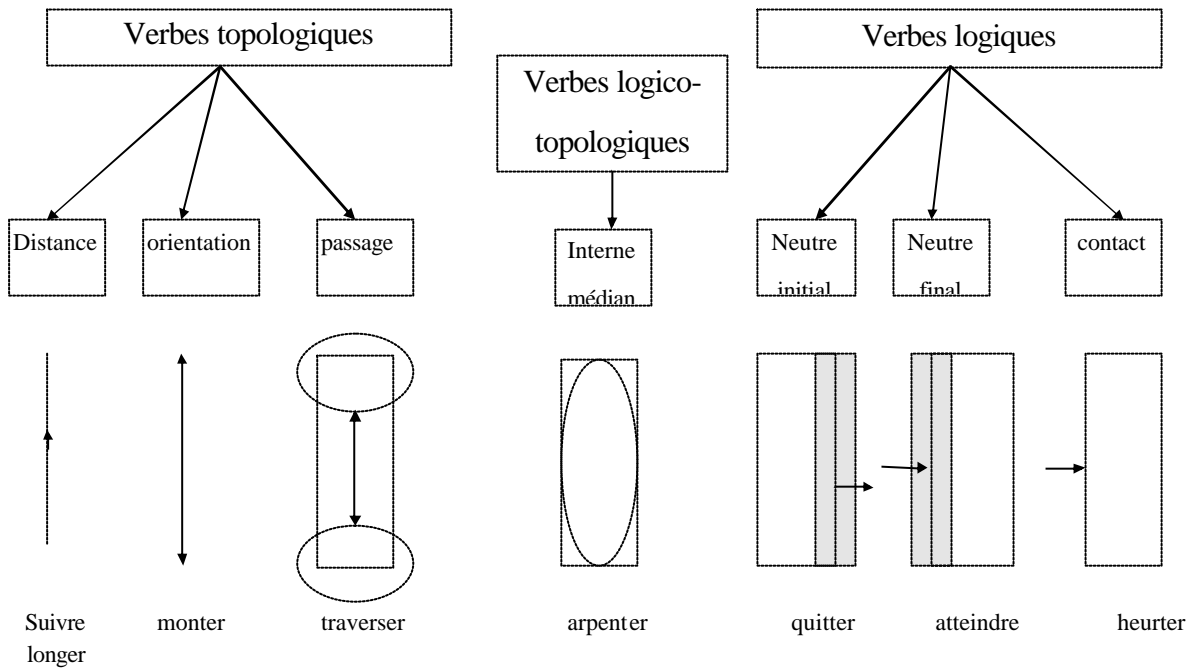 Verbes topologiques
Verbes logico-
topologiques
Verbes logiques
Distance
orientation
passage
Interne
médian
Neutre
initial
Neutre
final
contact
Suivre
longer
monter
traverser
arpenter
quitter
atteindre
heurter